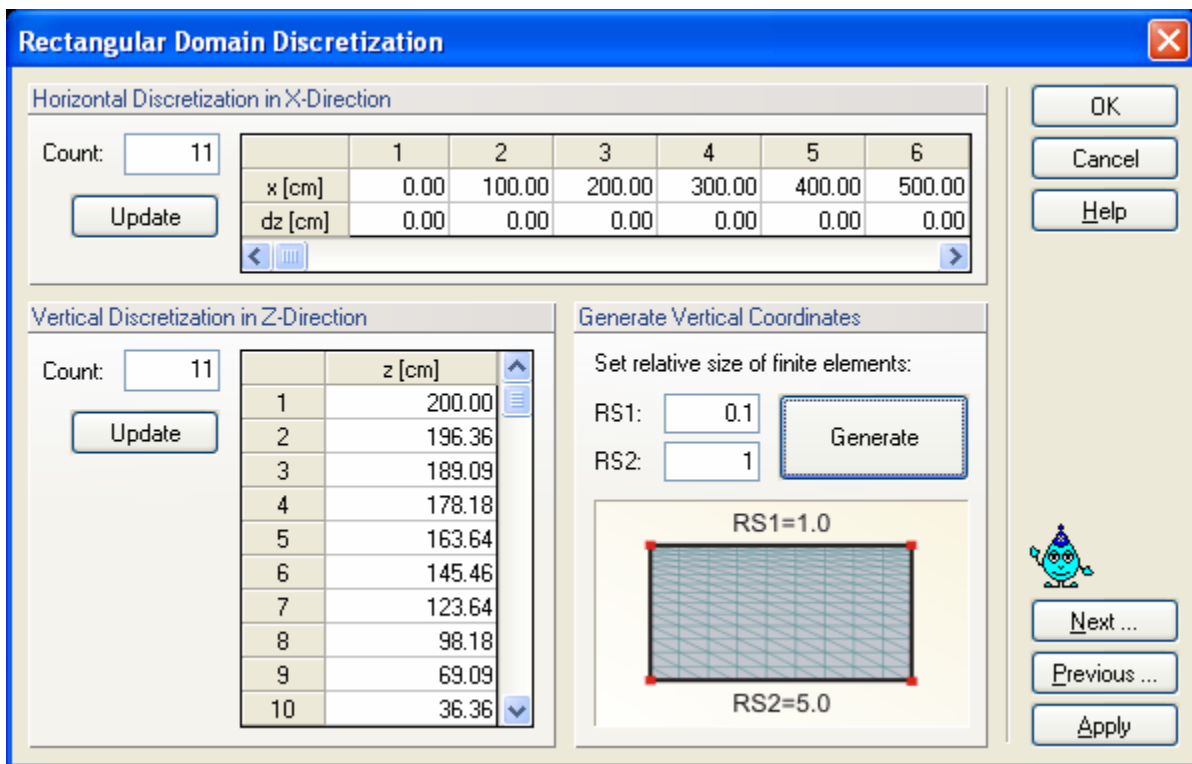 Rectangular Domain Discretization
Horizontal Discretization in X-Direction
Count: 11
Update
1 2 3 4 5 6
x [cm] 0.00 100.00 200.00 300.00 400.00 500.00
dz [cm] 0.00 0.00 0.00 0.00 0.00 0.00
OK
Cancel
Help
Vertical Discretization in Z-Direction
Count: 11
Update
z [cm]
1 200.00
2 196.36
3 189.09
4 178.18
5 163.64
6 145.46
7 123.64
8 98.18
9 69.09
10 36.36
Generate Vertical Coordinates
Set relative size of finite elements:
RS1: 0.1
RS2: 1
Generate
RS1=1.0
RS2=5.0
Next ...
Previous ...
Apply